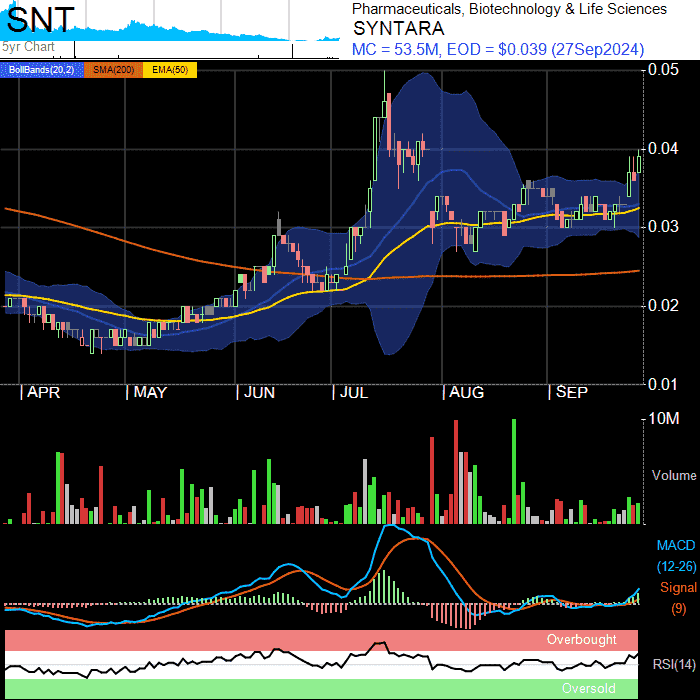 SNT
5yr Chart
Pharmaceuticals, Biotechnology & Life Sciences
SYNTARA
MC = 53.5M, EOD = $0.039 (27Sep2024)
BollBands(20,2) SMA(200) EMA(50)
0.05
0.04
0.03
0.02
0.01
APR MAY JUN JUL AUG SEP
10M
Volume
MACD
(12-26)
Signal
(9)
Overbought
RSI(14)
Oversold